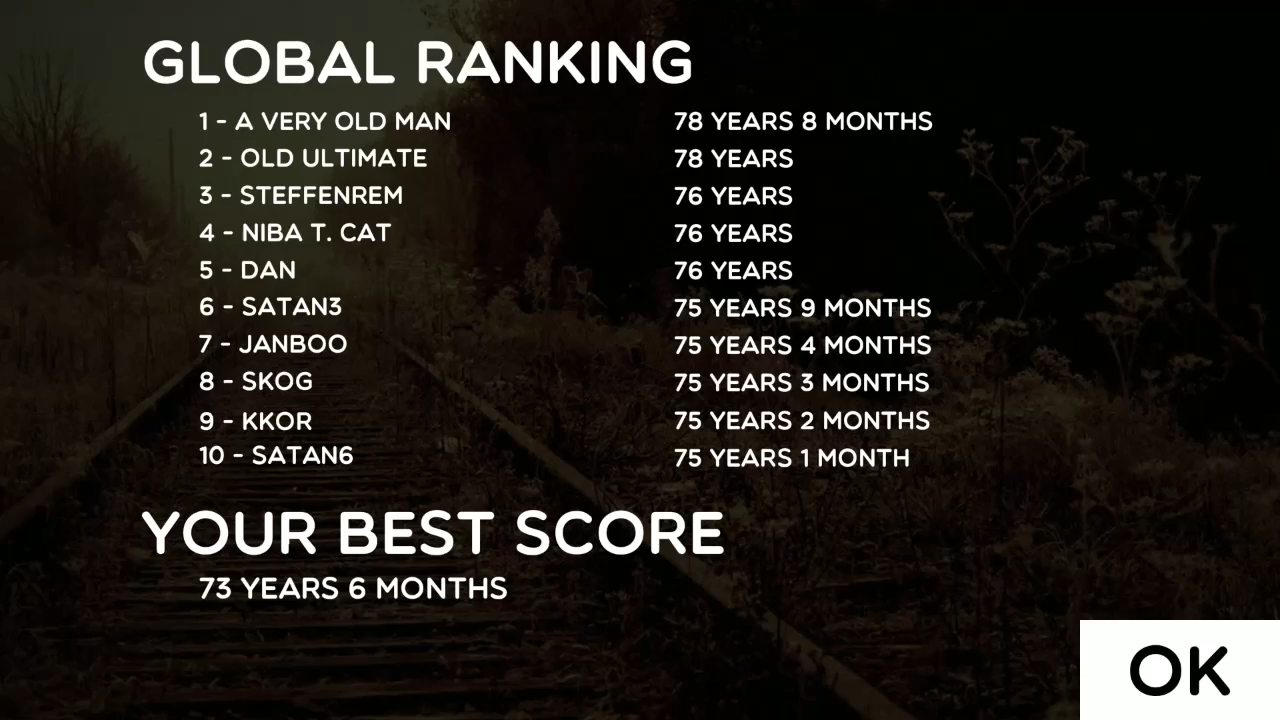 GLOBAL RANKING
1 - A VERY OLD MAN 78 YEARS 8 MONTHS
2 - OLD ULTIMATE 78 YEARS
3 - STEFFENREM 76 YEARS
4 - NIBA T. CAT 76 YEARS
5 - DAN 76 YEARS
6 - SATAN3 75 YEARS 9 MONTHS
7 - JANBOO 75 YEARS 4 MONTHS
8 - SKOG 75 YEARS 3 MONTHS
9 - KKOR 75 YEARS 2 MONTHS
10 - SATAN6 75 YEARS 1 MONTH
YOUR BEST SCORE
73 YEARS 6 MONTHS
OK